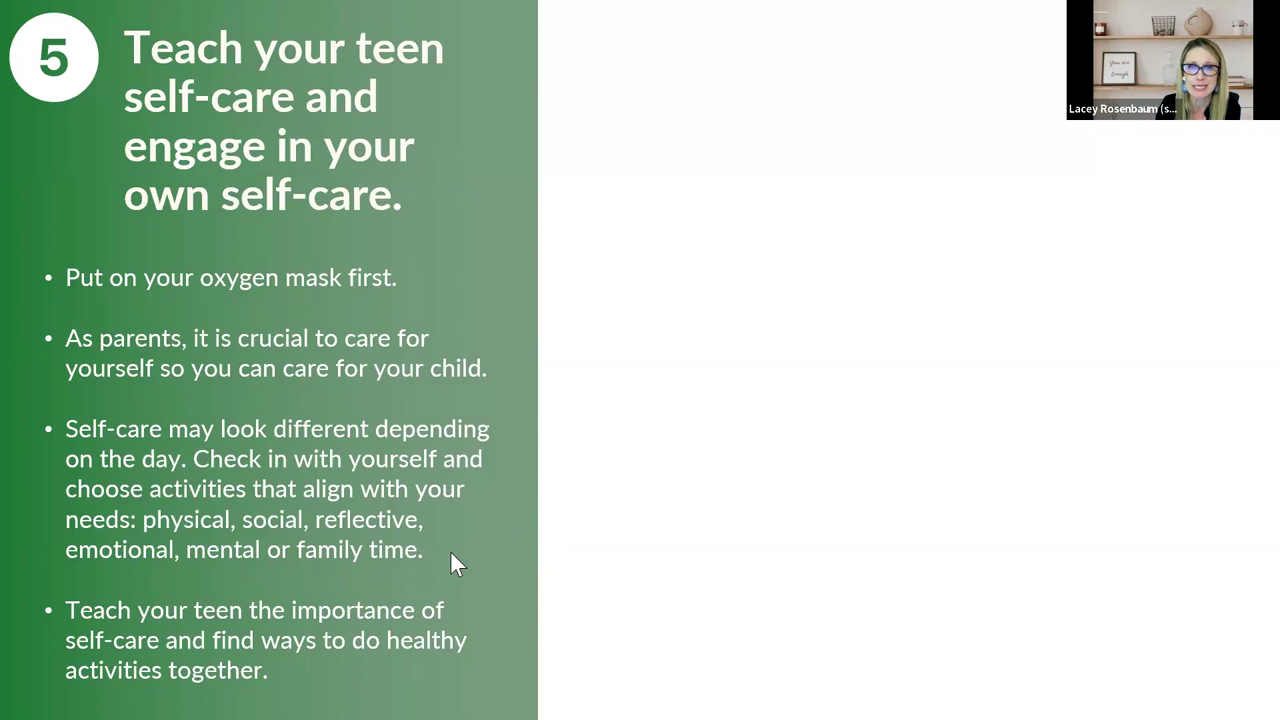 5
Teach your teen
self-care and
engage in your
own self-care.
• Put on your oxygen mask first.
• As parents, it is crucial to care for
yourself so you can care for your child.
• Self-care may look different depending
on the day. Check in with yourself and
choose activities that align with your
needs: physical, social, reflective,
emotional, mental or family time.
• Teach your teen the importance of
self-care and find ways to do healthy
activities together.
you are
enough
Lacey Rosenbaum (s...